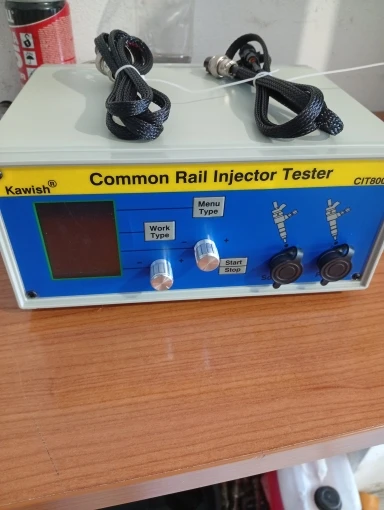 Kawish®
Common Rail Injector Tester
CIT800
Menu
Type
Work
Type
Start
Stop